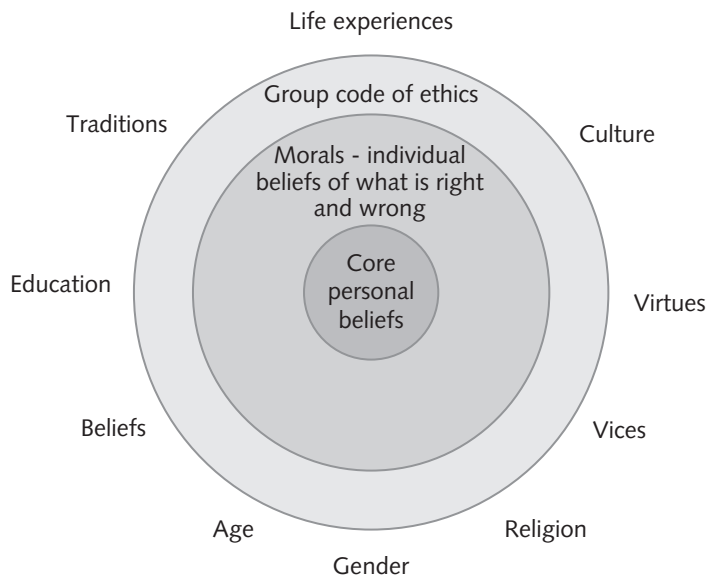 Life experiences
Group code of ethics
Traditions
Culture
Morals - individual
beliefs of what is right
and wrong
Core
personal
beliefs
Education
Virtues
Beliefs
Vices
Age
Religion
Gender